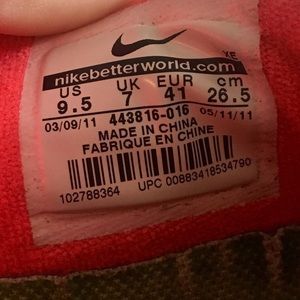 XE
nikebetterworld.com
US UK EUR cm
9.5 7 41 26.5
03/09/11 443816-016 05/11/11
MADE IN CHINA
FABRIQUE EN CHINE
102788364 UPC 00883418534790